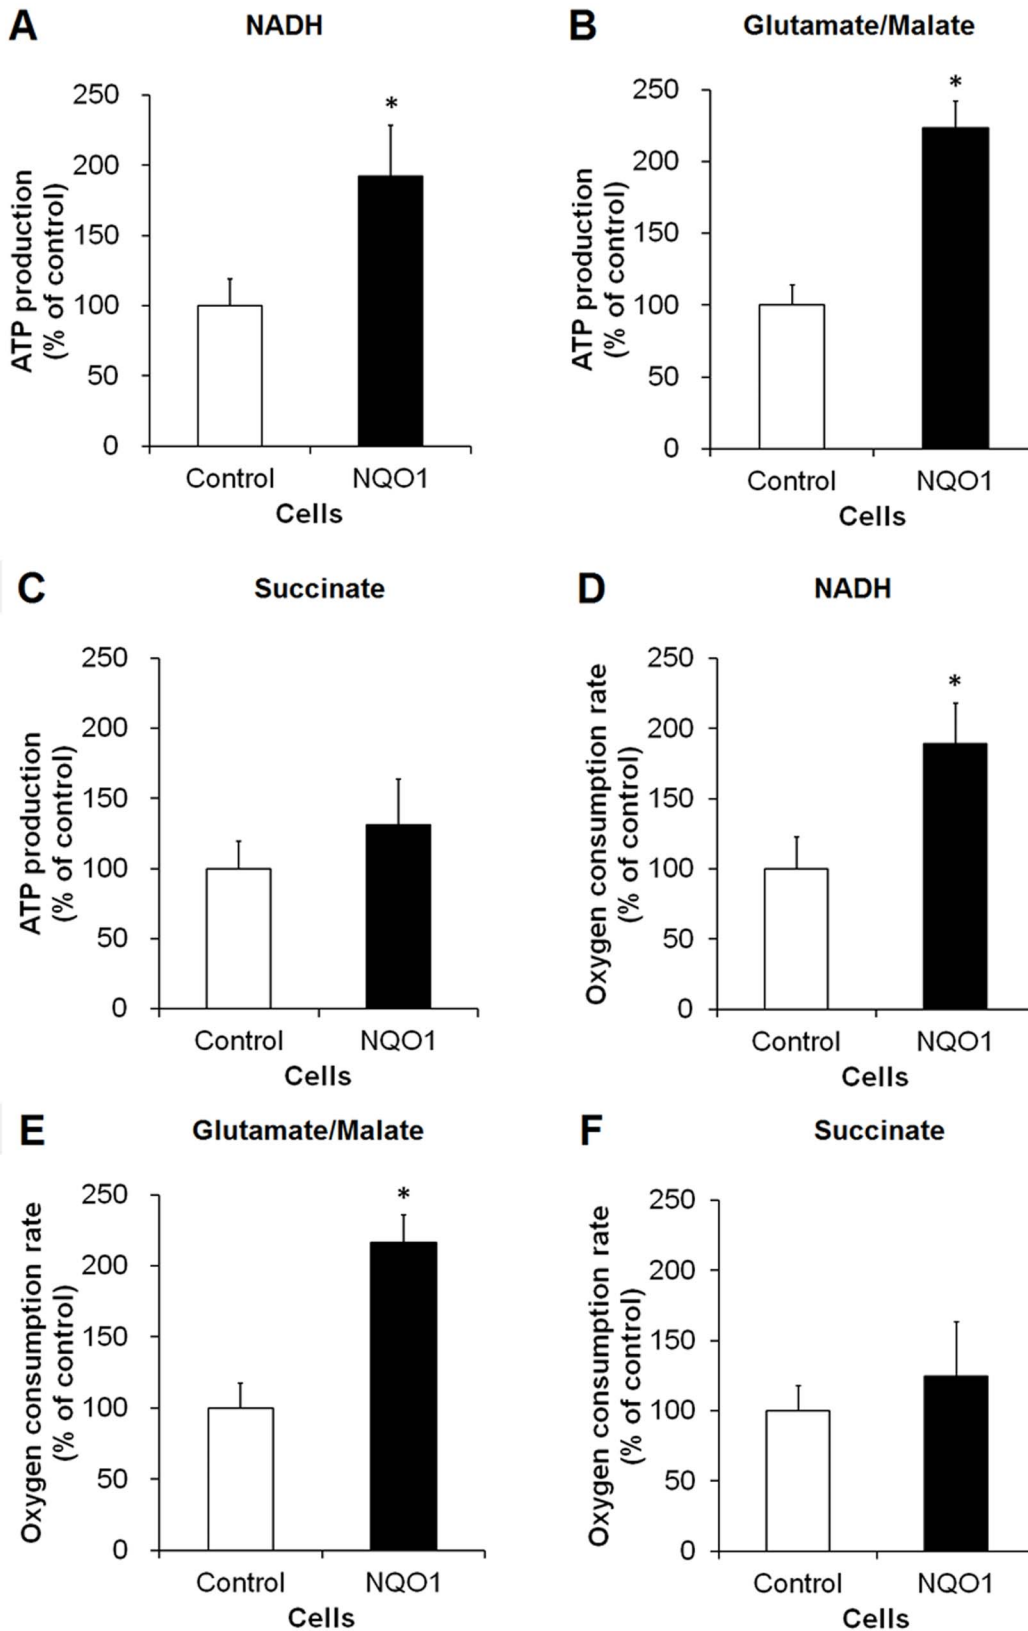 A
NADH
250
*
200
150
100
50
0
ATP production
(% of control)
Control
NQO1
Cells
B
Glutamate/Malate
250
*
200
150
100
50
0
ATP production
(% of control)
Control
NQO1
Cells
C
Succinate
250
200
150
100
50
0
ATP production
(% of control)
Control
NQO1
Cells
D
NADH
250
*
200
150
100
50
0
Oxygen consumption rate
(% of control)
Control
NQO1
Cells
E
Glutamate/Malate
250
*
200
150
100
50
0
Oxygen consumption rate
(% of control)
Control
NQO1
Cells
F
Succinate
250
200
150
100
50
0
Oxygen consumption rate
(% of control)
Control
NQO1
Cells